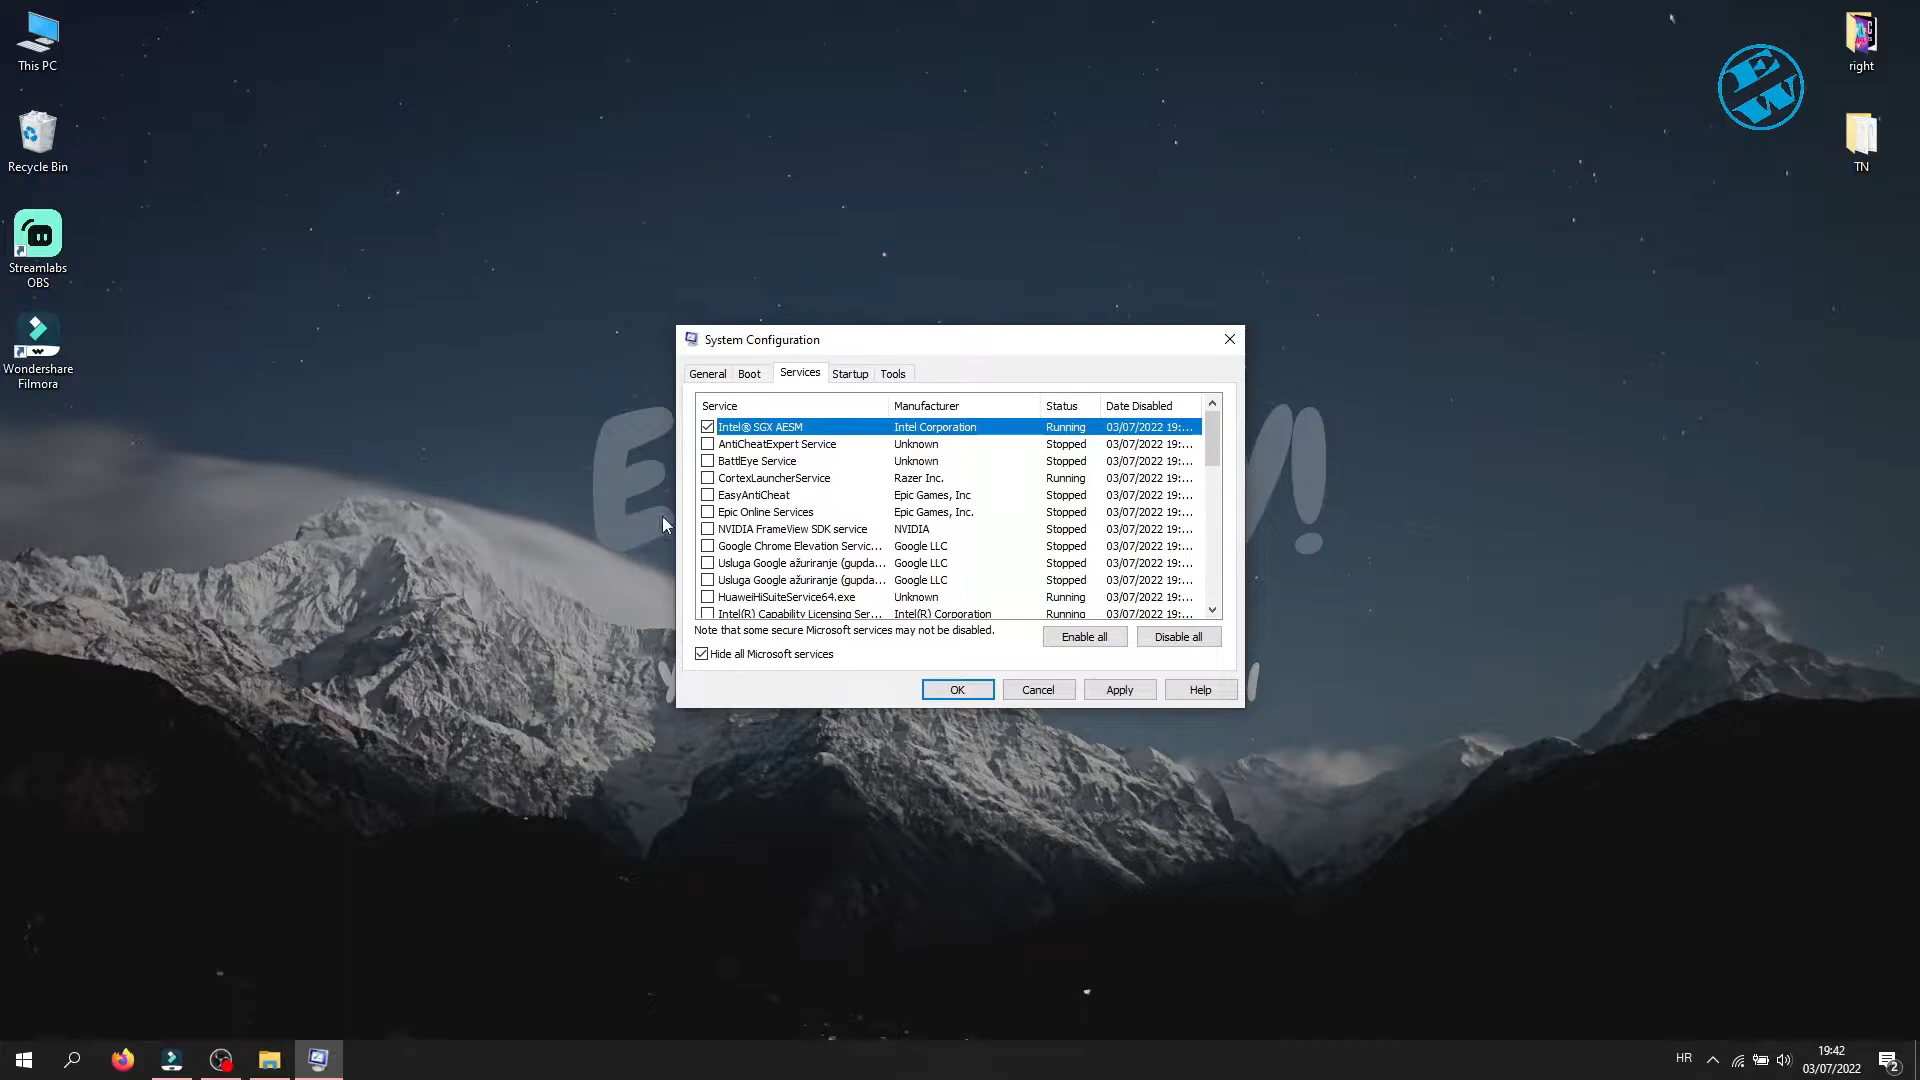 This PC
Recycle Bin
Streamlabs
OBS
Wondershare
Filmora
right
TN
EW
System Configuration
General Boot Services Startup Tools
Service Manufacturer Status Date Disabled
Intel® SGX AESM Intel Corporation Running 03/07/2022 19:...
AntiCheatExpert Service Unknown Stopped 03/07/2022 19:...
BattlEye Service Unknown Stopped 03/07/2022 19:...
CortexLauncherService Razer Inc. Running 03/07/2022 19:...
EasyAntiCheat Epic Games, Inc Stopped 03/07/2022 19:...
Epic Online Services Epic Games, Inc. Stopped 03/07/2022 19:...
NVIDIA FrameView SDK service NVIDIA Stopped 03/07/2022 19:...
Google Chrome Elevation Servic... Google LLC Stopped 03/07/2022 19:...
Usluga Google ažuriranje (gupda... Google LLC Stopped 03/07/2022 19:...
Usluga Google ažuriranje (gupda... Google LLC Stopped 03/07/2022 19:...
HuaweiHiSuiteService64.exe Unknown Running 03/07/2022 19:...
Intel(R) Capability Licensing Ser... Intel(R) Corporation Running 03/07/2022 19:...
Note that some secure Microsoft services may not be disabled.
Enable all Disable all
Hide all Microsoft services
OK Cancel Apply Help
HR
19:42
03/07/2022
2